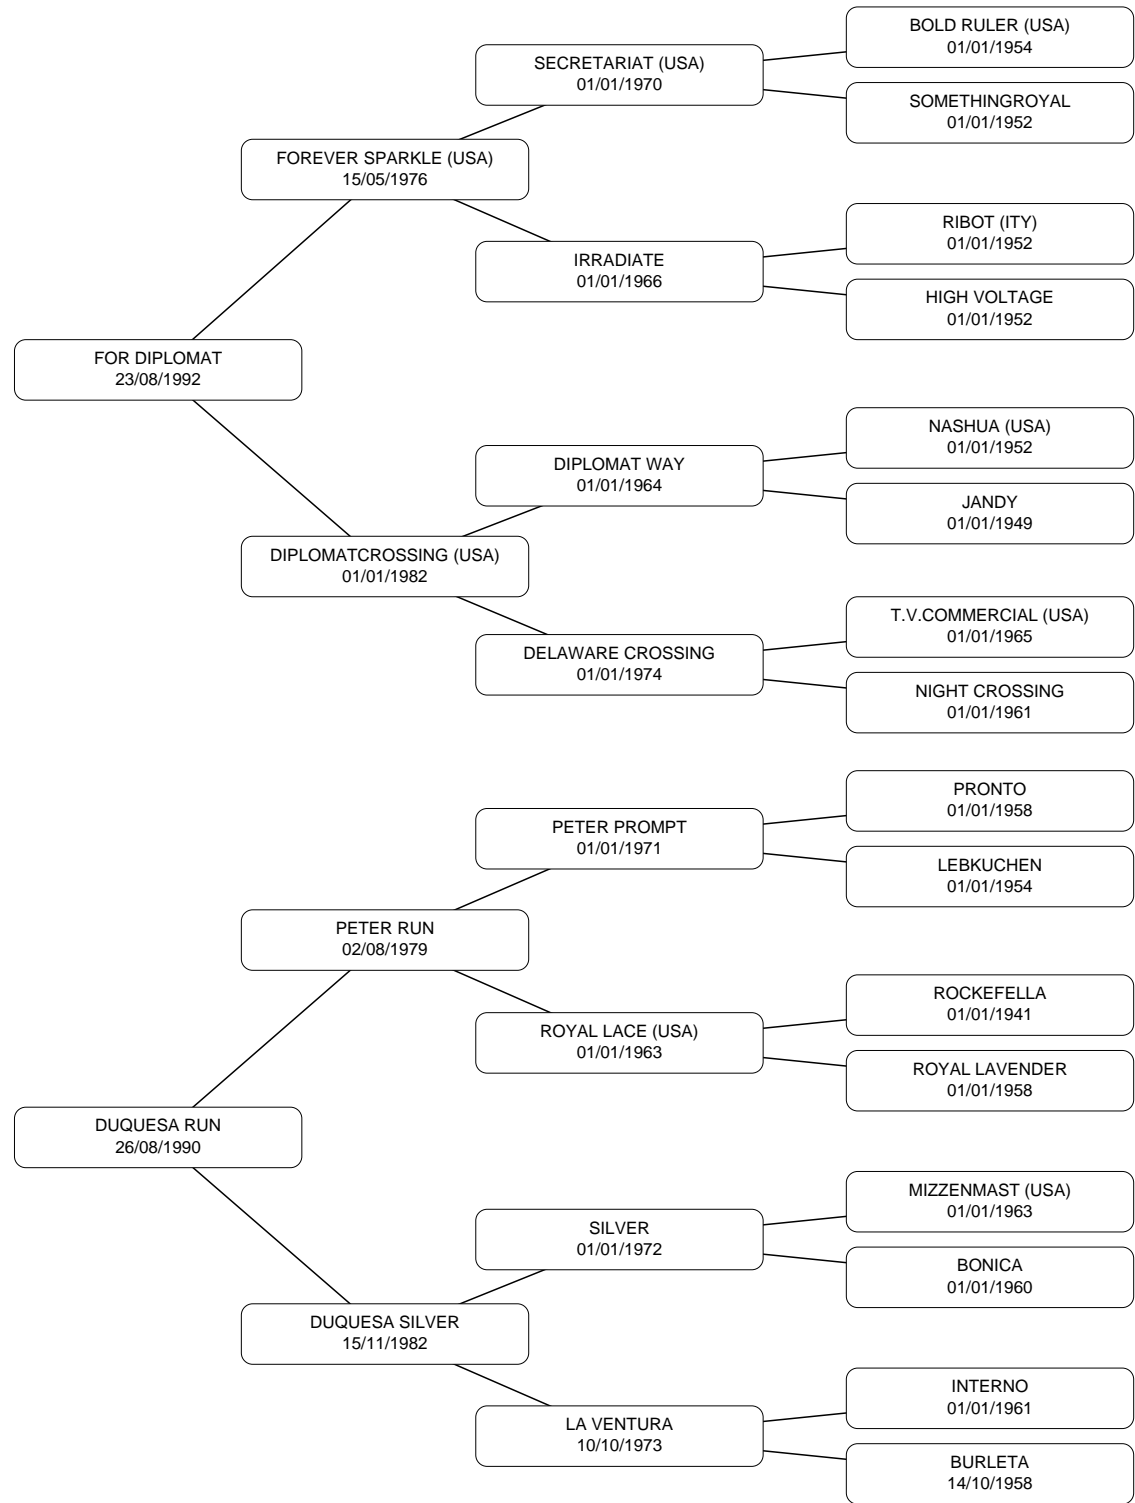 BOLD RULER (USA)
01/01/1954
SECRETARIAT (USA)
01/01/1970
SOMETHINGROYAL
01/01/1952
FOREVER SPARKLE (USA)
15/05/1976
RIBOT (ITY)
01/01/1952
IRRADIATE
01/01/1966
HIGH VOLTAGE
01/01/1952
FOR DIPLOMAT
23/08/1992
NASHUA (USA)
01/01/1952
DIPLOMAT WAY
01/01/1964
JANDY
01/01/1949
DIPLOMATCROSSING (USA)
01/01/1982
T.V.COMMERCIAL (USA)
01/01/1965
DELAWARE CROSSING
01/01/1974
NIGHT CROSSING
01/01/1961
PRONTO
01/01/1958
PETER PROMPT
01/01/1971
LEBKUCHEN
01/01/1954
PETER RUN
02/08/1979
ROCKEFELLA
01/01/1941
ROYAL LACE (USA)
01/01/1963
ROYAL LAVENDER
01/01/1958
DUQUESA RUN
26/08/1990
MIZZENMAST (USA)
01/01/1963
SILVER
01/01/1972
BONICA
01/01/1960
DUQUESA SILVER
15/11/1982
INTERNO
01/01/1961
LA VENTURA
10/10/1973
BURLETA
14/10/1958